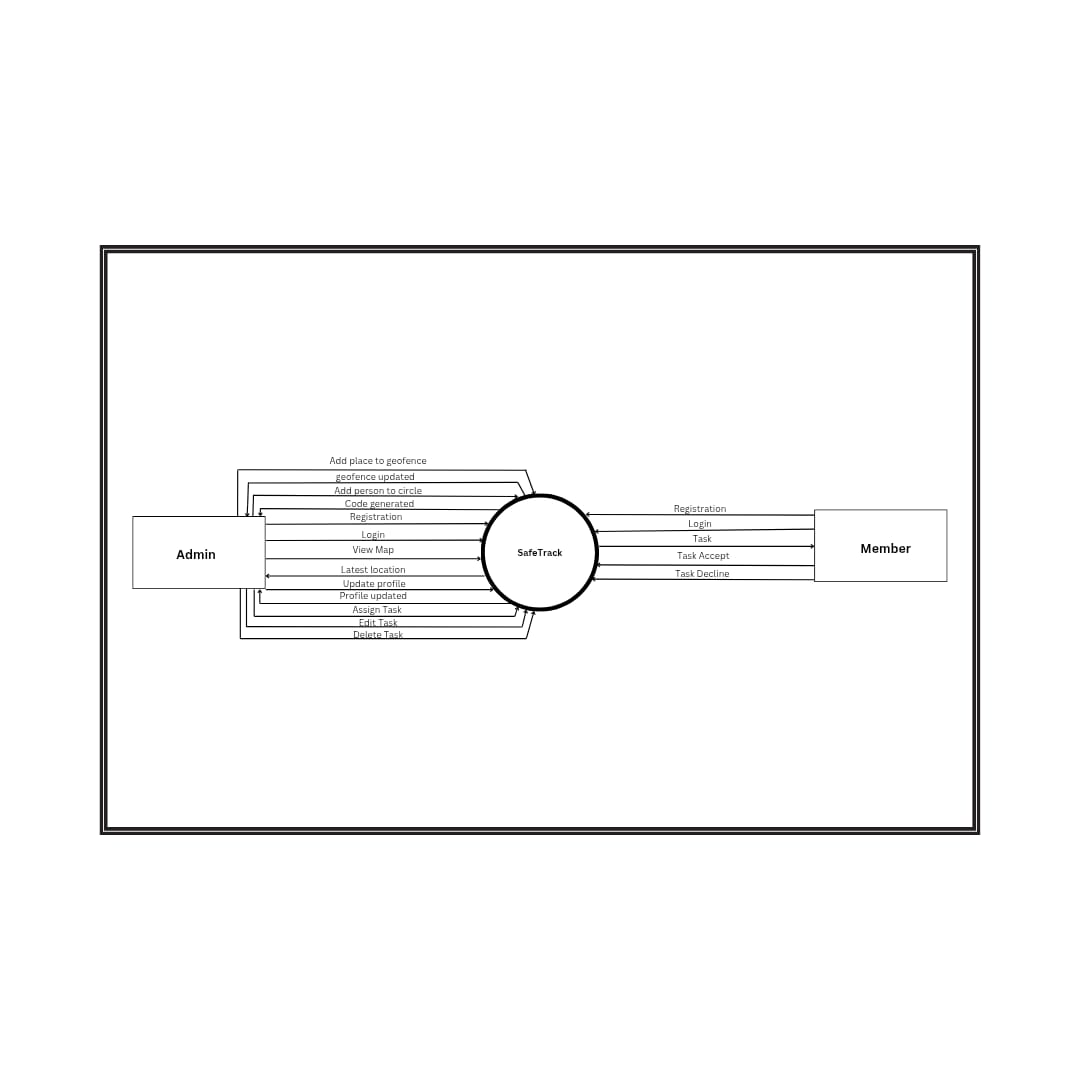 Add place to geofence
geofence updated
Add person to circle
Code generated
Registration
Login
View Map
Latest location
Update profile
Profile updated
Assign Task
Edit Task
Delete Task
Admin
SafeTrack
Registration
Login
Task
Task Accept
Task Decline
Member